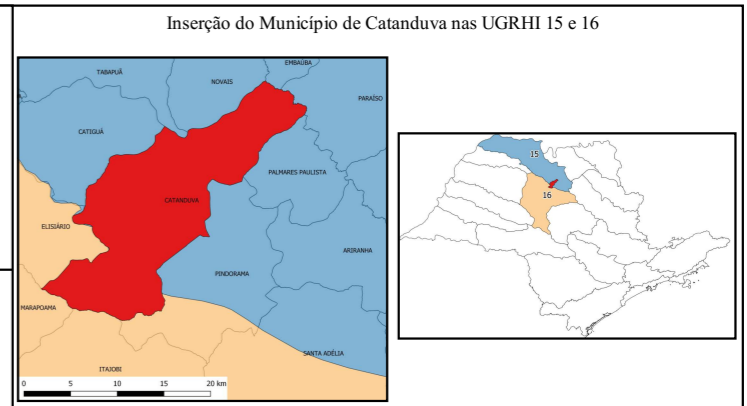 Inserção do Município de Catanduva nas UGRHI 15 e 16
EMBAÚBA
TABAPUÃ
NOVAIS
PARAÍSO
CATIGUÁ
PALMARES PAULISTA
CATANDUVA
ELISIÁRIO
ARIRANHA
PINDORAMA
MARAPOAMA
SANTA ADÉLIA
ITAJOBI
0 5 10 15 20 km
15
16